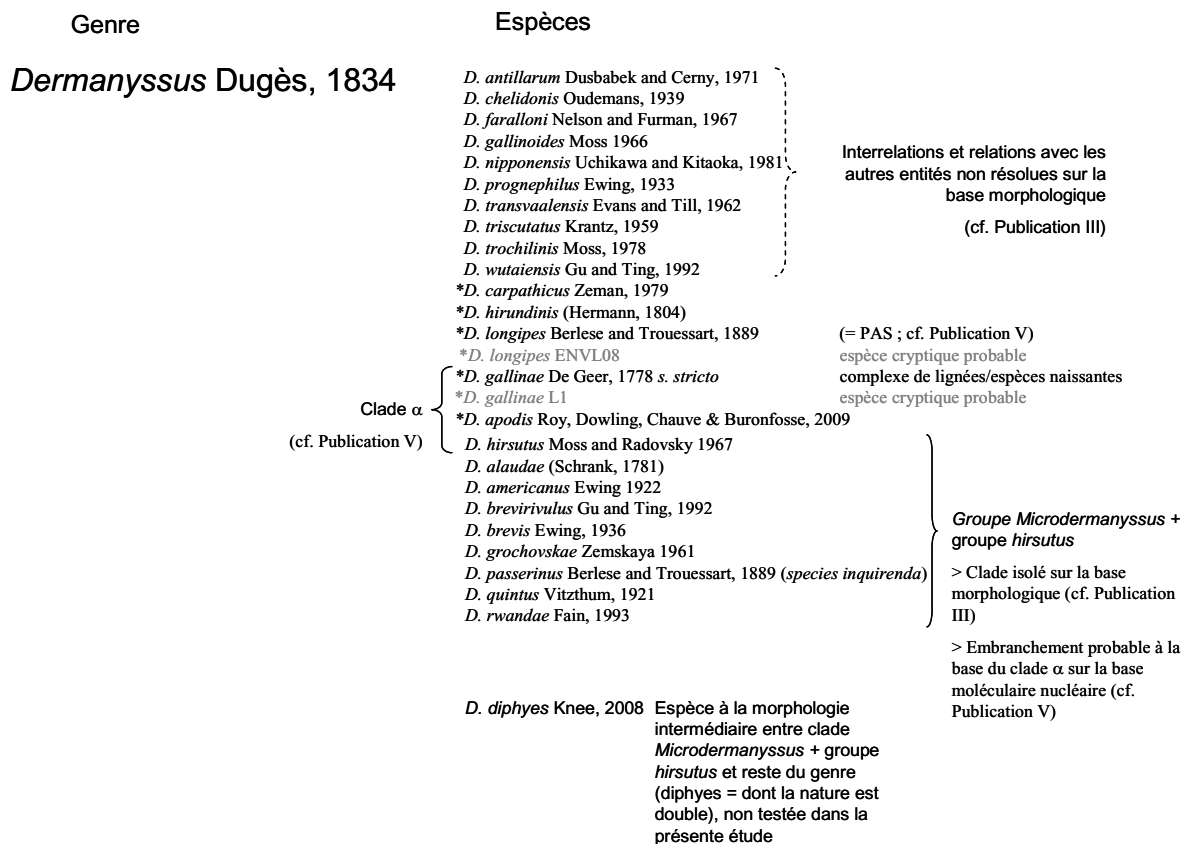 Genre
Espèces
Dermanyssus Dugès, 1834
D. antillarum Dusbabek and Cerny, 1971
D. chelidonis Oudemans, 1939
D. faralloni Nelson and Furman, 1967
D. gallinoides Moss 1966
D. nipponensis Uchikawa and Kitaoka, 1981
D. prognephilus Ewing, 1933
D. transvaalensis Evans and Till, 1962
D. triscutatus Krantz, 1959
D. trochilinis Moss, 1978
D. wutaiensis Gu and Ting, 1992
Interrelations et relations avec les
autres entités non résolues sur la
base morphologique
(cf. Publication III)
*D. carpathicus Zeman, 1979
*D. hirundinis (Hermann, 1804)
*D. longipes Berlese and Trouessart, 1889 (= PAS ; cf. Publication V)
*D. longipes ENVL08 espèce cryptique probable
*D. gallinae De Geer, 1778 s. stricto complexe de lignées/espèces naissantes
*D. gallinae L1 espèce cryptique probable
*D. apodis Roy, Dowling, Chauve & Buronfosse, 2009
Clade α
(cf. Publication V)
D. hirsutus Moss and Radovsky 1967
D. alaudae (Schrank, 1781)
D. americanus Ewing 1922
D. brevirivulus Gu and Ting, 1992
D. brevis Ewing, 1936
D. grochovskae Zemskaya 1961
D. passerinus Berlese and Trouessart, 1889 (species inquirenda)
D. quintus Vitzthum, 1921
D. rwandae Fain, 1993
Groupe Microdermanyssus +
groupe hirsutus
> Clade isolé sur la base
morphologique (cf. Publication
III)
> Embranchement probable à la
base du clade α sur la base
moléculaire nucléaire (cf.
Publication V)
D. diphyes Knee, 2008 Espèce à la morphologie
intermédiaire entre clade
Microdermanyssus + groupe
hirsutus et reste du genre
(diphyes = dont la nature est
double), non testée dans la
présente étude